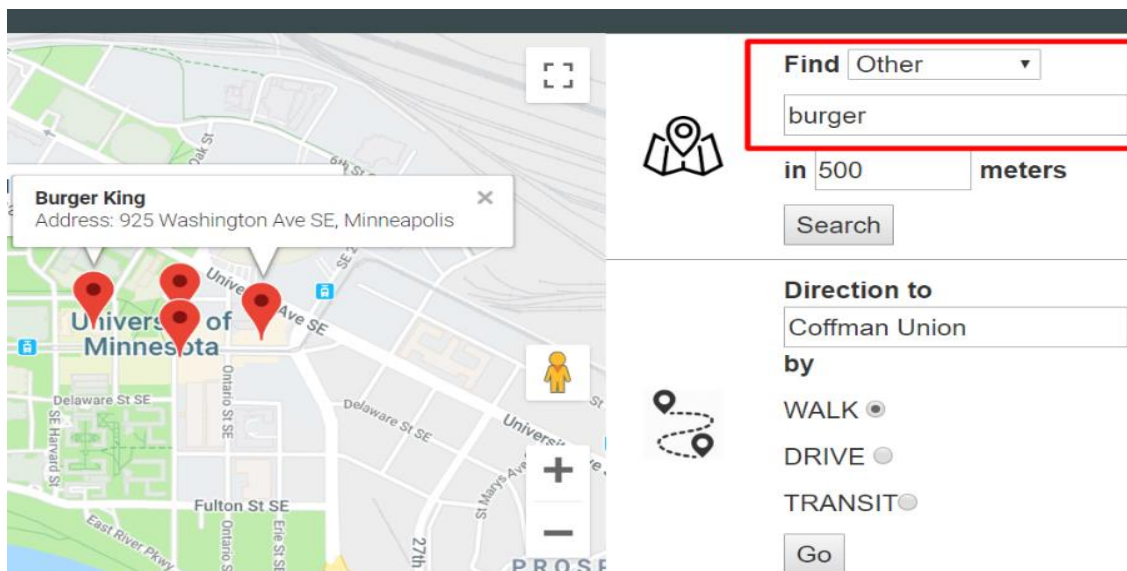 Find Other
burger
in 500 meters
Search
Direction to
Coffman Union
by
WALK
DRIVE
TRANSIT
Go
Burger King
Address: 925 Washington Ave SE, Minneapolis
Oak St
6th St
University Ave SE
University of
Minnesota
Delaware St SE
SE Harvard St
Ontario St SE
Delaware St SE
University
St Marys Ave
Fulton St SE
East River Pkwy
Ontario St SE
Erie St SE
27th